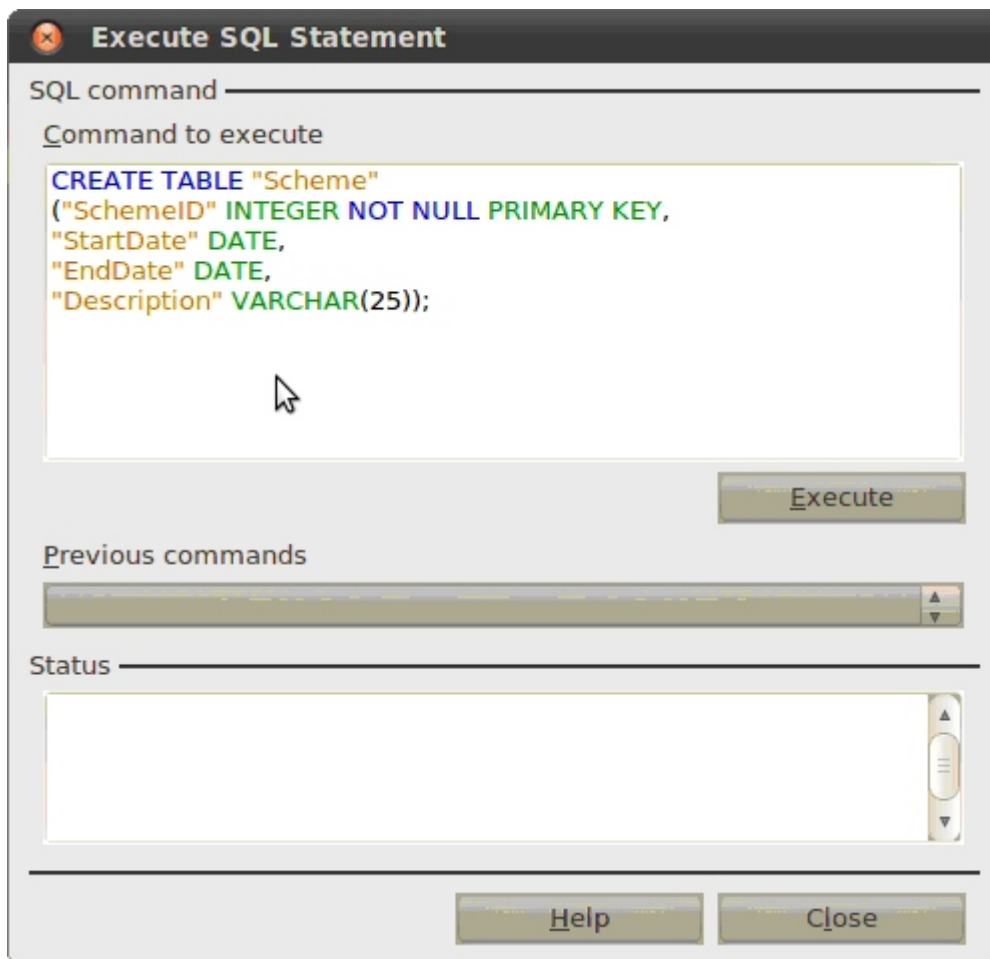 Execute SQL Statement
SQL command
Command to execute
CREATE TABLE "Scheme"
("SchemeID" INTEGER NOT NULL PRIMARY KEY,
"StartDate" DATE,
"EndDate" DATE,
"Description" VARCHAR(25));
Execute
Previous commands
Status
Help
Close